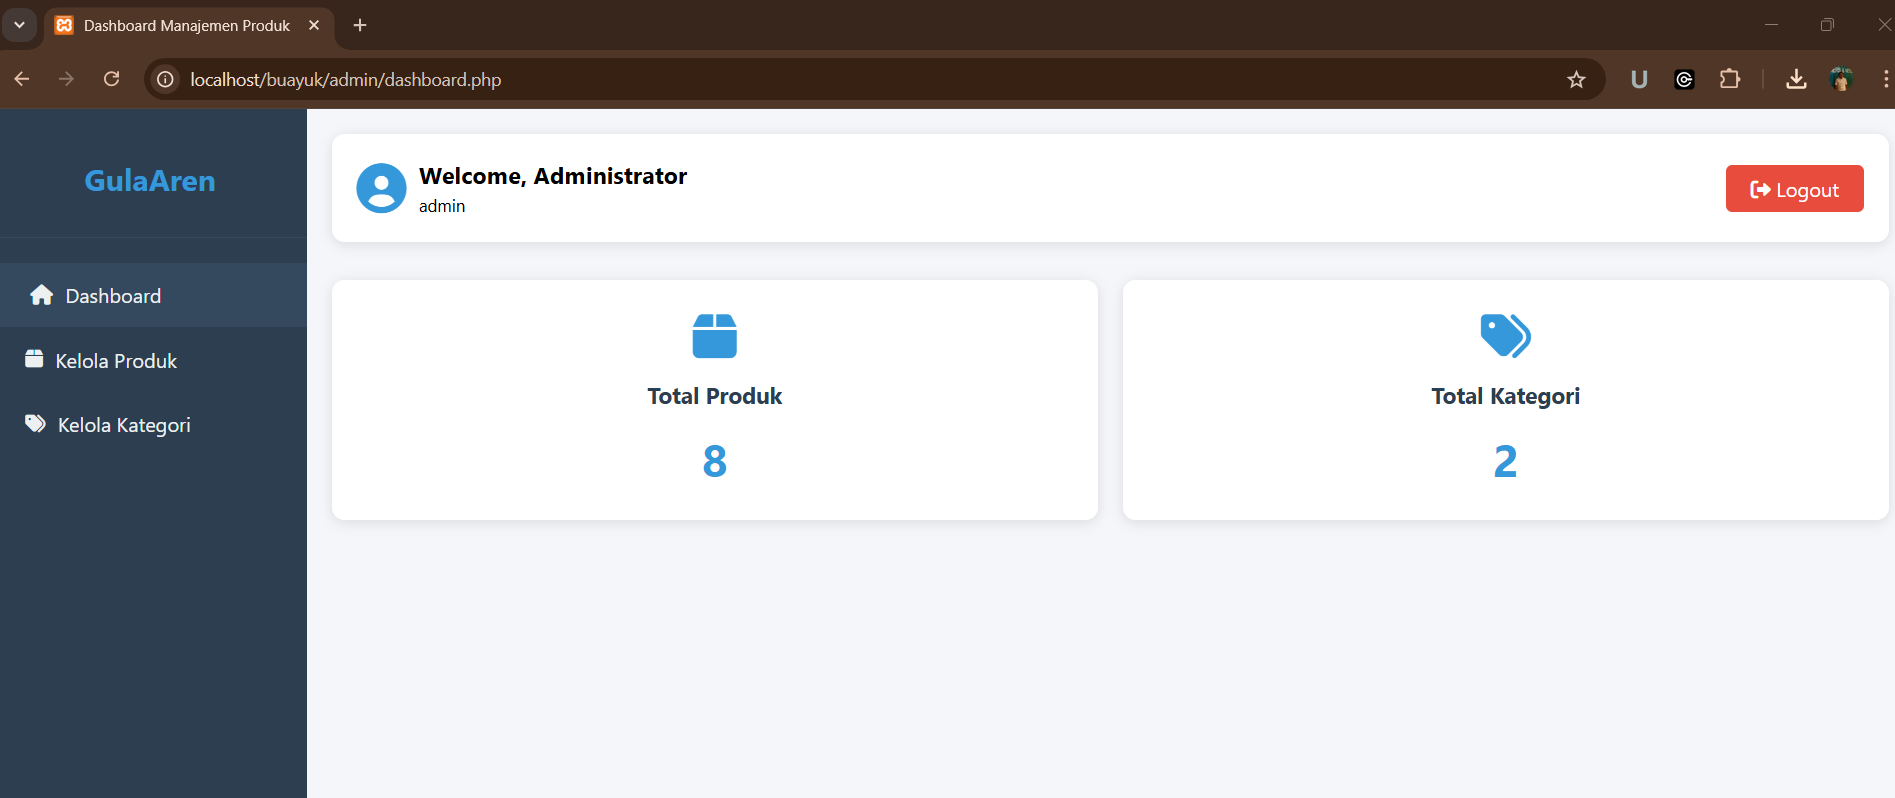 Dashboard Manajemen Produk
localhost/buayuk/admin/dashboard.php
U
GulaAren
Welcome, Administrator
admin
Logout
Dashboard
Kelola Produk
Kelola Kategori
Total Produk
8
Total Kategori
2